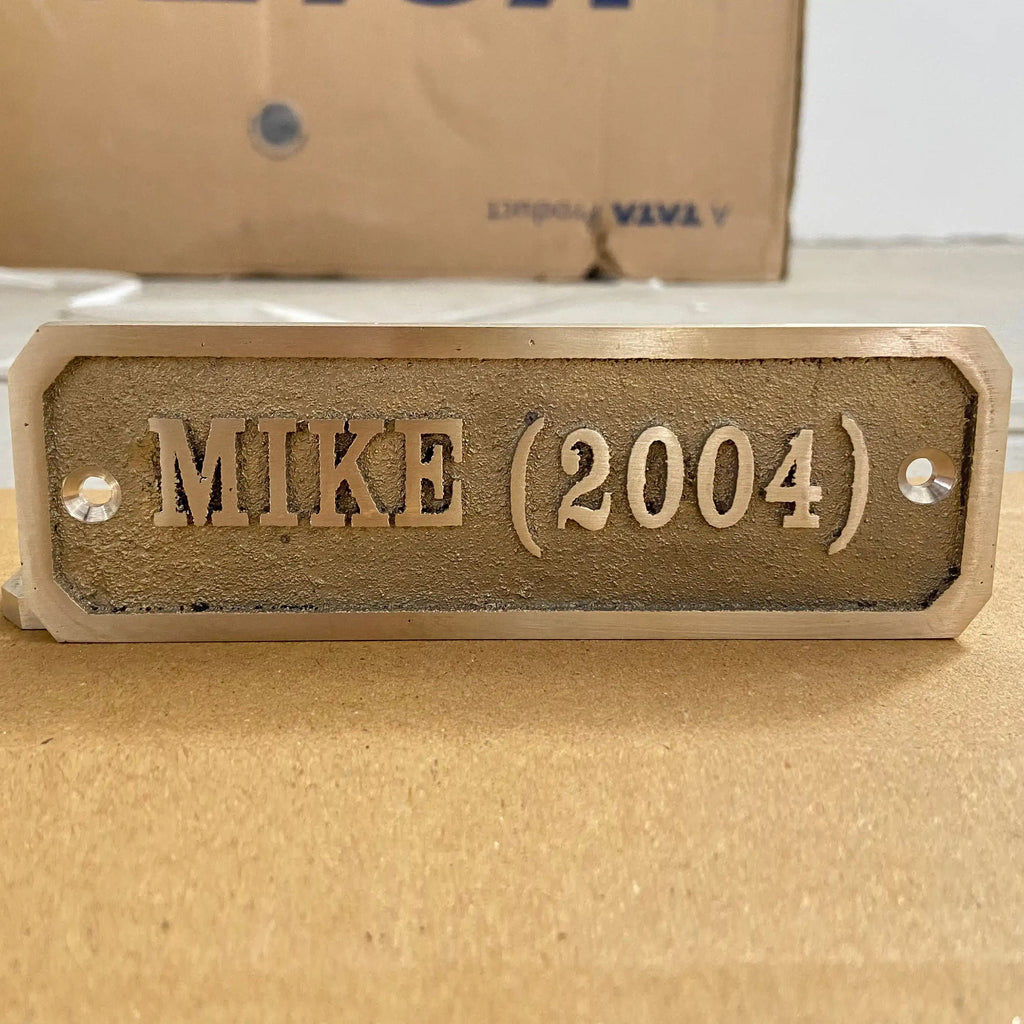 A TATA Product
MIKE (2004)